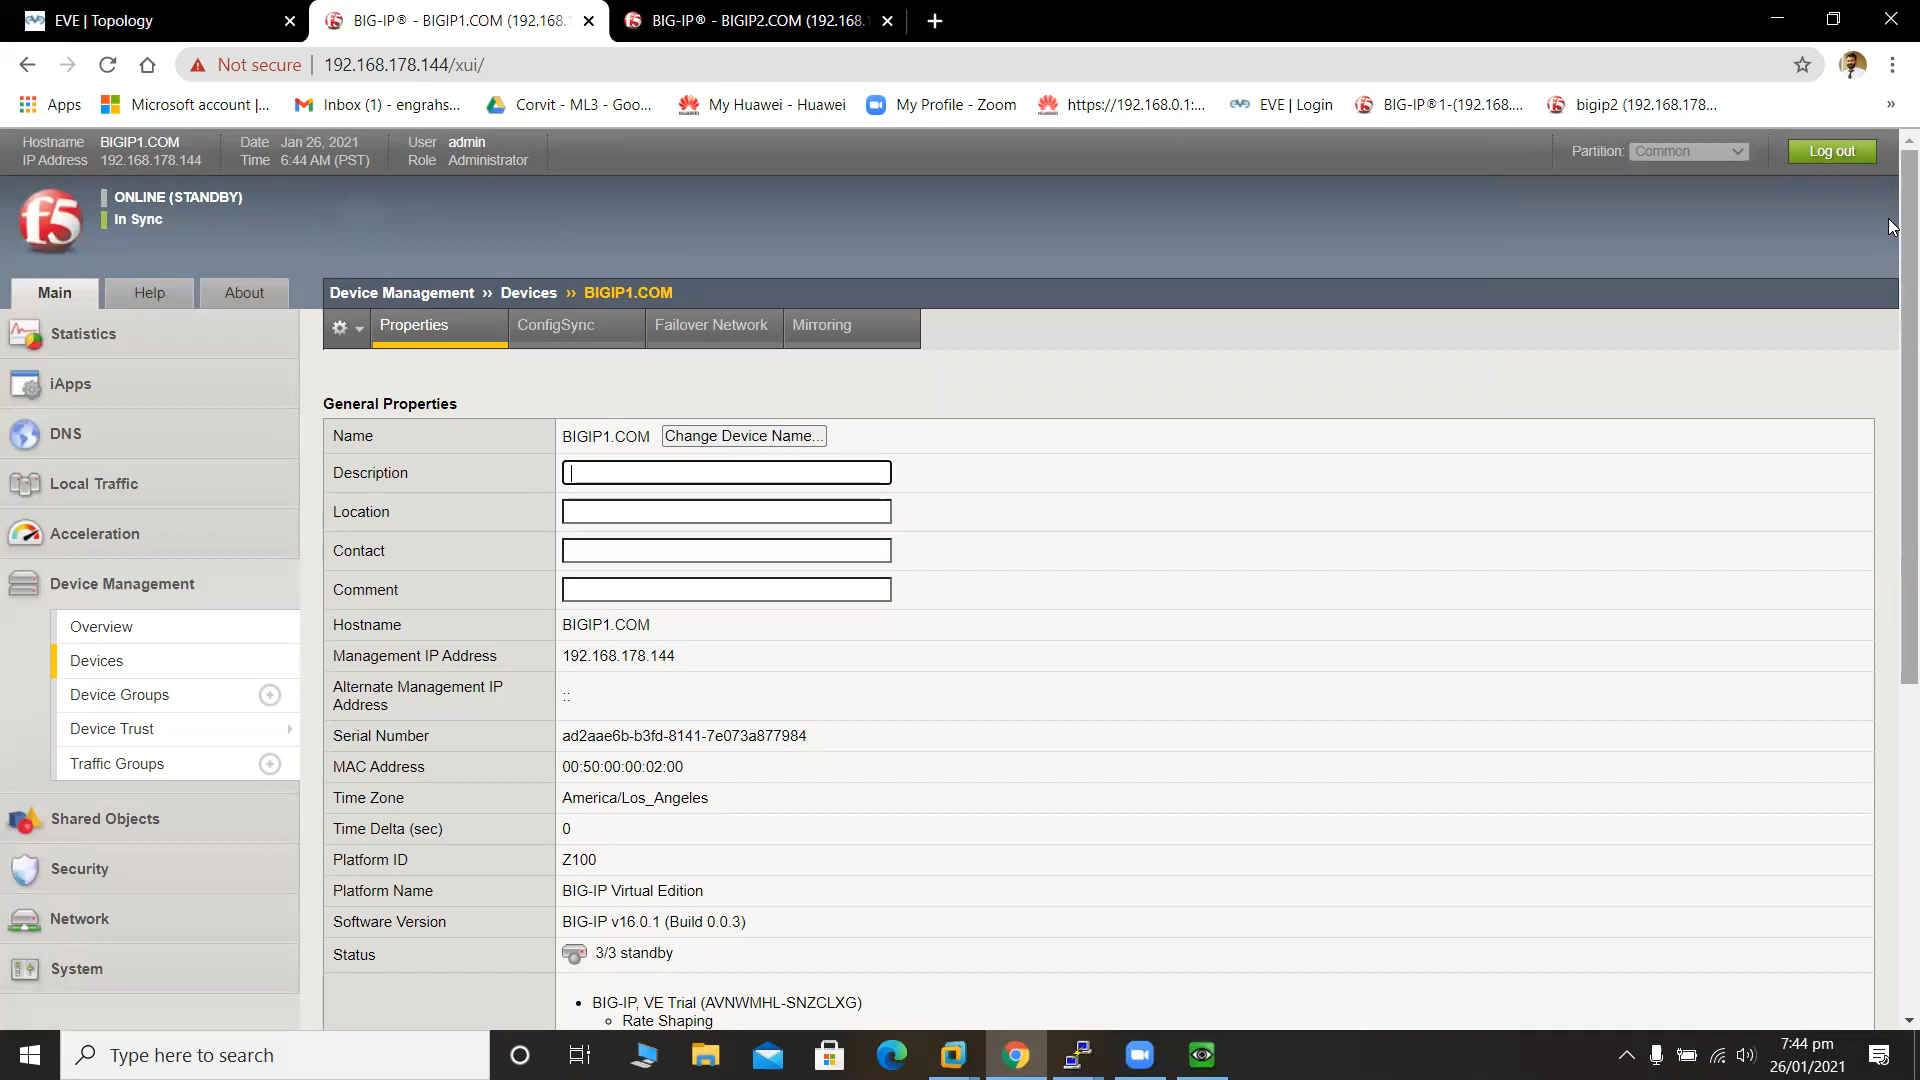 EVE | Topology
BIG-IP® - BIGIP1.COM (192.168.
BIG-IP® - BIGIP2.COM (192.168.1
Not secure
192.168.178.144/xui/
Apps
Microsoft account |...
Inbox (1) - engrahs...
Corvit - ML3 - Goo...
My Huawei - Huawei
My Profile - Zoom
https://192.168.0.1:...
EVE | Login
BIG-IP®1-(192.168....
bigip2 (192.168.178...
»
Hostname BIGIP1.COM
IP Address 192.168.178.144
Date Jan 26, 2021
Time 6:44 AM (PST)
User admin
Role Administrator
Partition: Common
Log out
f5
ONLINE (STANDBY)
In Sync
Main
Help
About
Device Management ›› Devices ›› BIGIP1.COM
Properties
ConfigSync
Failover Network
Mirroring
Statistics
iApps
DNS
Local Traffic
Acceleration
Device Management
Overview
Devices
Device Groups
Device Trust
Traffic Groups
Shared Objects
Security
Network
System
General Properties
Name BIGIP1.COM Change Device Name...
Description
Location
Contact
Comment
Hostname BIGIP1.COM
Management IP Address 192.168.178.144
Alternate Management IP
Address ::
Serial Number ad2aae6b-b3fd-8141-7e073a877984
MAC Address 00:50:00:00:02:00
Time Zone America/Los_Angeles
Time Delta (sec) 0
Platform ID Z100
Platform Name BIG-IP Virtual Edition
Software Version BIG-IP v16.0.1 (Build 0.0.3)
Status 3/3 standby
• BIG-IP, VE Trial (AVNWMHL-SNZCLXG)
Rate Shaping
Type here to search
7:44 pm
26/01/2021